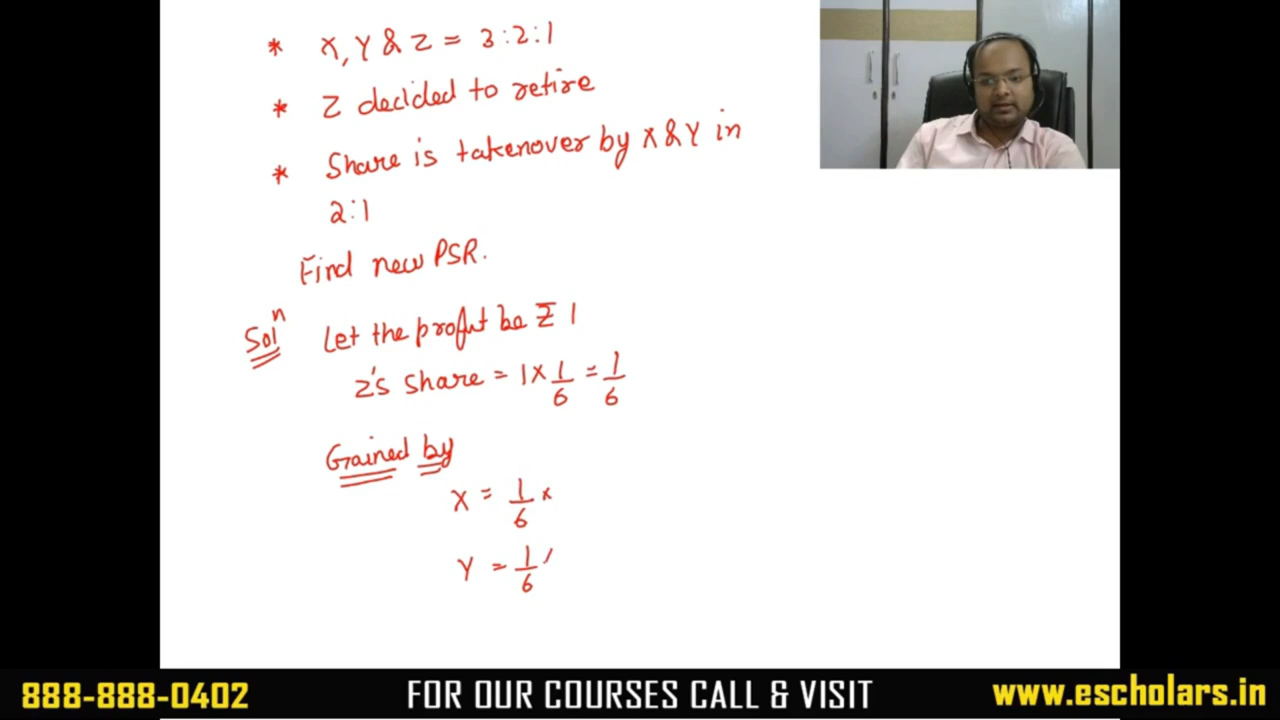 * X, Y & Z = 3:2:1
* Z decided to retire
* Share is takenover by X & Y in
2:1
Find new PSR.
Solⁿ Let the profit be ₹ 1
Z's share = 1 × 1/6 = 1/6
Gained by
X = 1/6 ×
Y = 1/6
888-888-0402 FOR OUR COURSES CALL & VISIT www.escholars.in